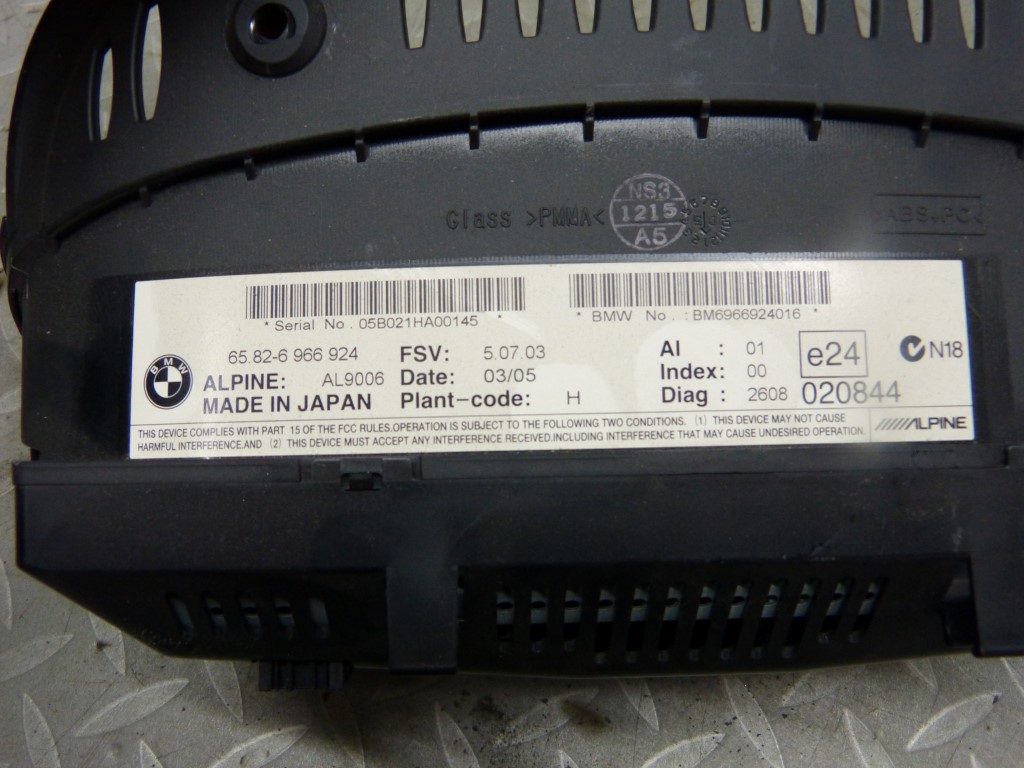 NS3
1215
A5
Glass >PMMA<
>ABS+PC<
* Serial No. 05B021HA00145 *
* BMW No. : BM6966924016 *
BMW
65.82-6 966 924
ALPINE: AL9006
MADE IN JAPAN
FSV: 5.07.03
Date: 03/05
Plant-code: H
AI : 01
Index: 00
Diag : 2608
e24
020844
N18
THIS DEVICE COMPLIES WITH PART 15 OF THE FCC RULES.OPERATION IS SUBJECT TO THE FOLLOWING TWO CONDITIONS. (1) THIS DEVICE MAY NOT CAUSE
HARMFUL INTERFERENCE,AND (2) THIS DEVICE MUST ACCEPT ANY INTERFERENCE RECEIVED.INCLUDING INTERFERENCE THAT MAY CAUSE UNDESIRED OPERATION.
ALPINE